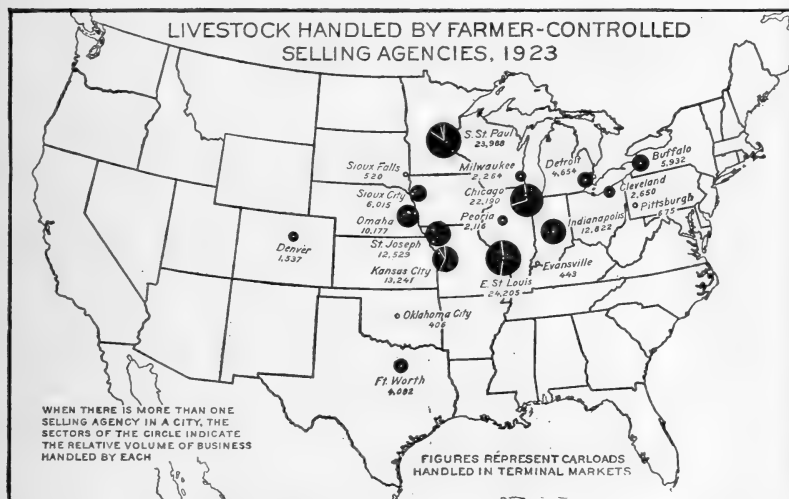 LIVESTOCK HANDLED BY FARMER-CONTROLLED
SELLING AGENCIES, 1923
S. St. Paul
23,988
Sioux Falls
520
Milwaukee
2,264
Detroit
4,654
Buffalo
5,932
Sioux City
6,015
Chicago
22,190
Cleveland
2,650
Pittsburgh
675
Omaha
10,177
Peoria
2,116
Indianapolis
12,822
Denver
1,537
St. Joseph
12,529
Kansas City
13,241
Evansville
443
E. St Louis
24,205
Oklahoma City
406
Ft. Worth
4,082
WHEN THERE IS MORE THAN ONE
SELLING AGENCY IN A CITY, THE
SECTORS OF THE CIRCLE INDICATE
THE RELATIVE VOLUME OF BUSINESS
HANDLED BY EACH
FIGURES REPRESENT CARLOADS
HANDLED IN TERMINAL MARKETS